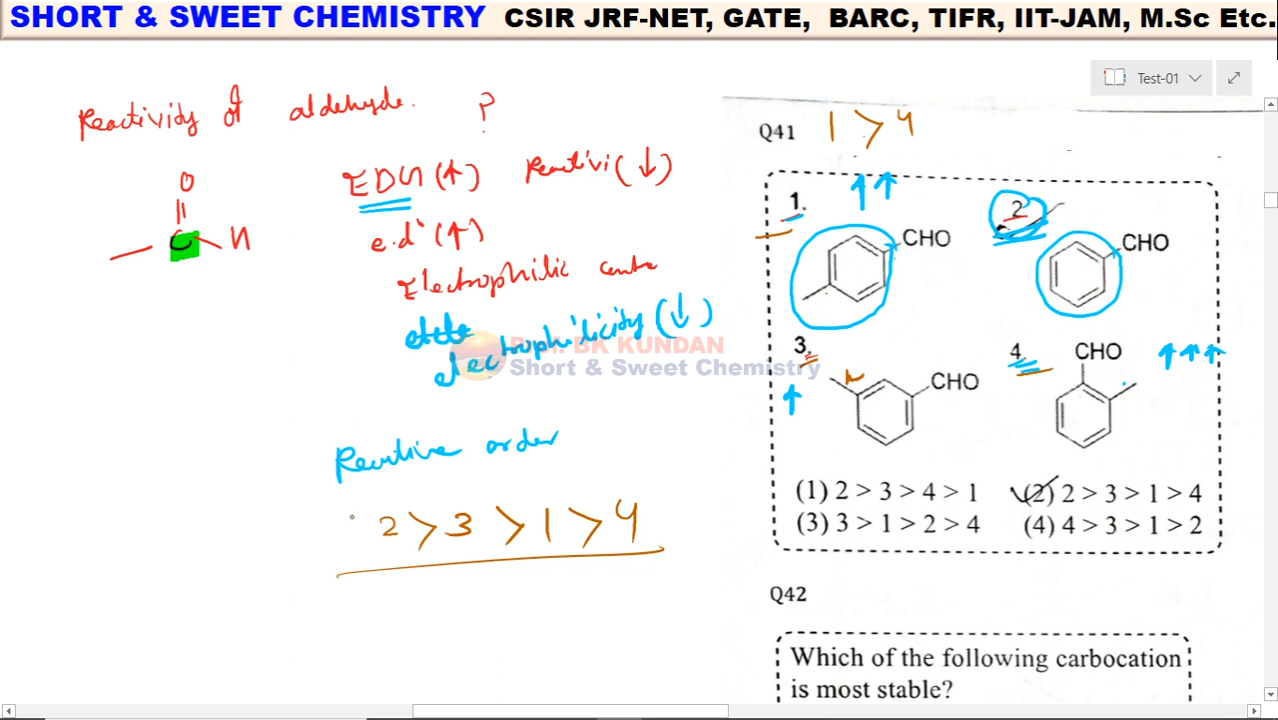 SHORT & SWEET CHEMISTRY CSIR JRF-NET, GATE, BARC, TIFR, IIT-JAM, M.Sc Etc.
Test-01
Reactivity of aldehyde. ?
O
C H
EDG (↑) Reactivi (↓)
e.d (↑)
Electrophilic centre
electrophilicity (↓)
Prof. BK KUNDAN
Short & Sweet Chemistry
Reactive order
2 > 3 > 1 > 4
Q41 1 > 4
1. ↑↑
CHO
2
CHO
3.
CHO
↑
4.
CHO
↑↑↑
(1) 2 > 3 > 4 > 1
(2) 2 > 3 > 1 > 4
(3) 3 > 1 > 2 > 4
(4) 4 > 3 > 1 > 2
Q42
Which of the following carbocation
is most stable?